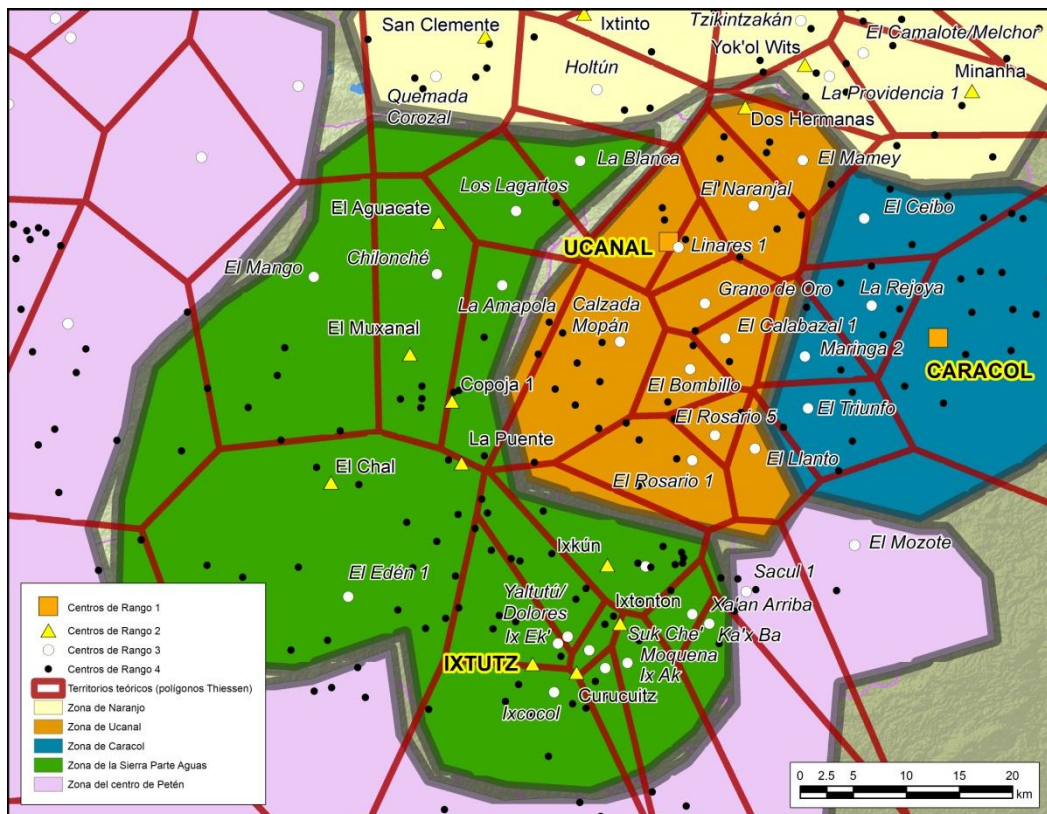 San Clemente
Ixtinto
Tzikintzakán
El Camalote/Melchor
Yok'ol Wits
Holtún
Minanha
Quemada
Corozal
La Providencia 1
Dos Hermanas
La Blanca
El Mamey
Los Lagartos
El Naranjal
El Aguacate
El Ceibo
UCANAL
Linares 1
El Mango
Chilonché
La Amapola
Calzada
Mopán
Grano de Oro
La Rejoya
El Muxanal
El Calabazal 1
Maringa 2
CARACOL
Copoja 1
El Bombillo
El Triunfo
El Rosario 5
La Puente
El Llanto
El Chal
El Rosario 1
El Mozote
Ixkún
El Edén 1
Sacul 1
Yaltutú/
Dolores
Ixtonton
Xa'an Arriba
Ix Ek'
Suk Che'
Ka'x Ba
Moquena
IXTUTZ
Ix Ak
Curucuitz
Ixcocol
Centros de Rango 1
Centros de Rango 2
Centros de Rango 3
Centros de Rango 4
Territorios teóricos (polígonos Thiessen)
Zona de Naranjo
Zona de Ucanal
Zona de Caracol
Zona de la Sierra Parte Aguas
Zona del centro de Petén
0 2.5 5 10 15 20
km